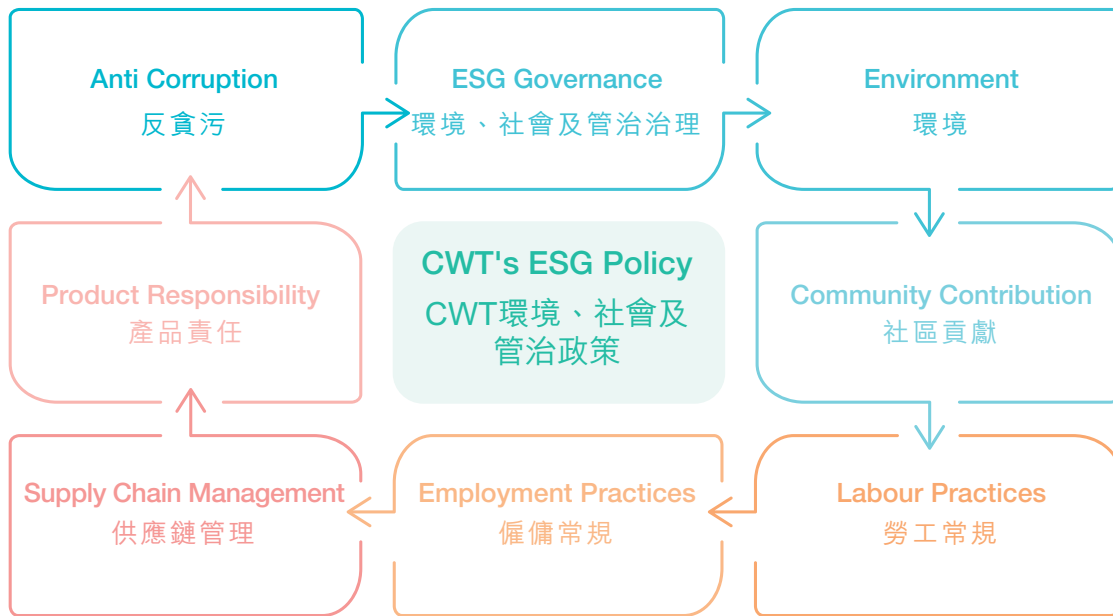 Anti Corruption
反貪污
ESG Governance
環境、社會及管治治理
Environment
環境
Product Responsibility
產品責任
CWT's ESG Policy
CWT環境、社會及
管治政策
Community Contribution
社區貢獻
Supply Chain Management
供應鏈管理
Employment Practices
僱傭常規
Labour Practices
勞工常規